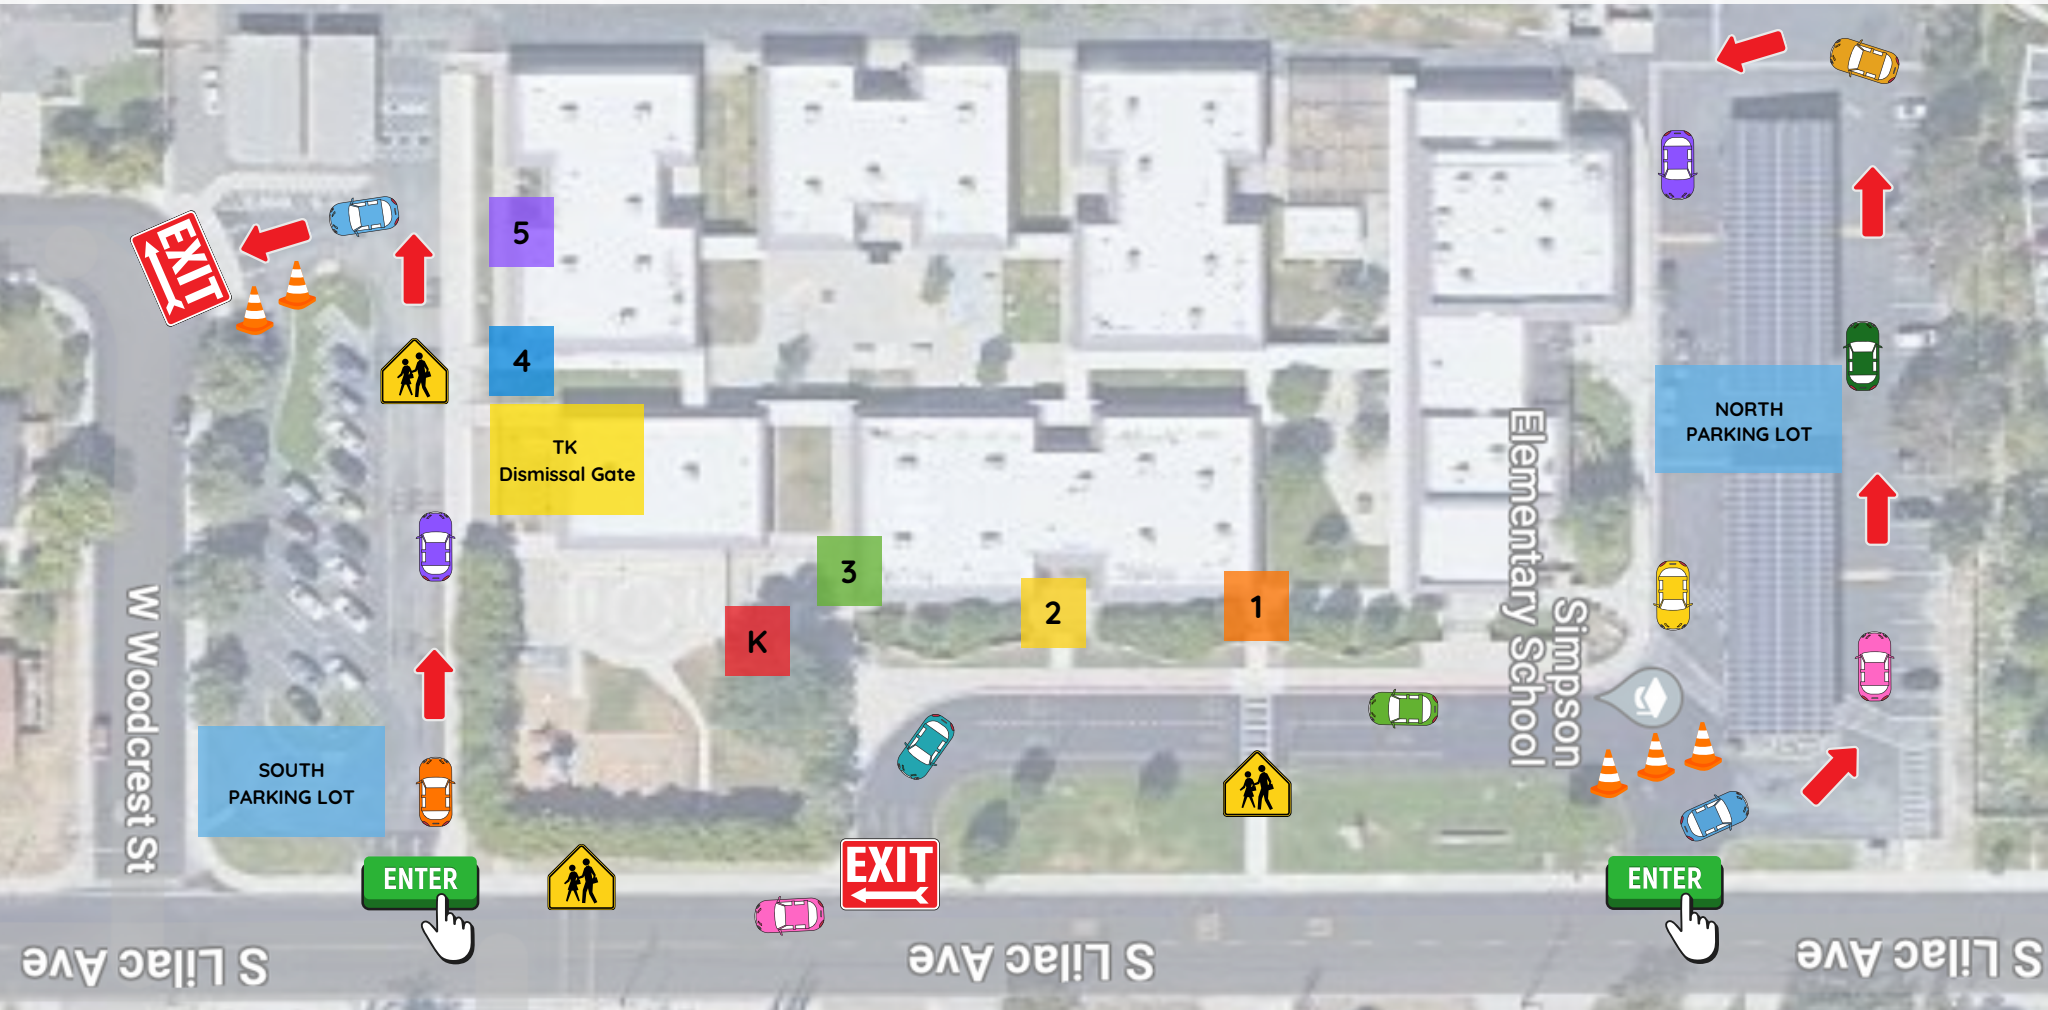 5
4
TK
Dismissal Gate
3
K
2
1
EXIT
NORTH
PARKING LOT
SOUTH
PARKING LOT
Simpson
Elementary School
W Woodcrest St
ENTER
EXIT
ENTER
S Lilac Ave
S Lilac Ave
S Lilac Ave